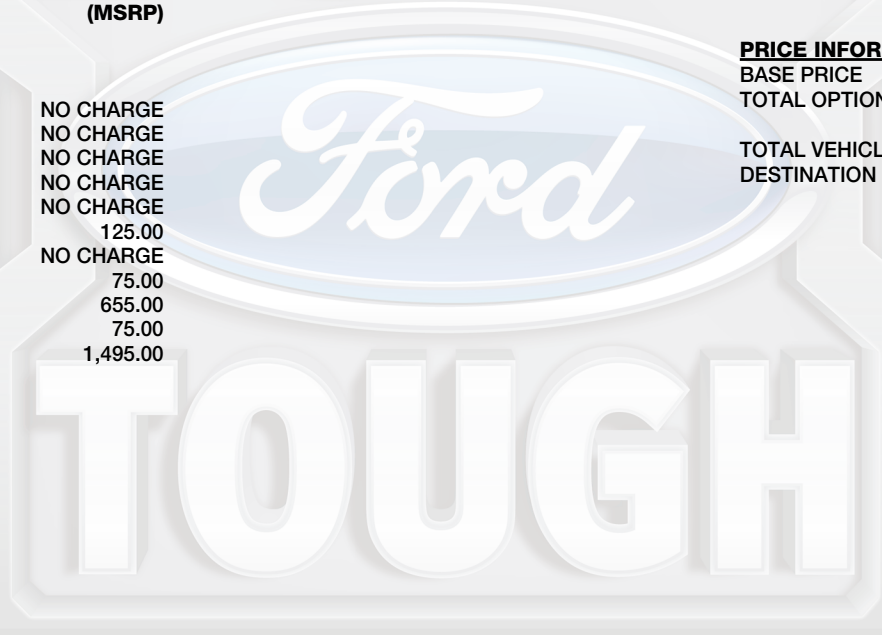 (MSRP)
NO CHARGE
NO CHARGE
NO CHARGE
NO CHARGE
NO CHARGE
125.00
NO CHARGE
75.00
655.00
75.00
1,495.00
PRICE INFOR
BASE PRICE
TOTAL OPTION
TOTAL VEHICL
DESTINATION
Ford
TOUGH